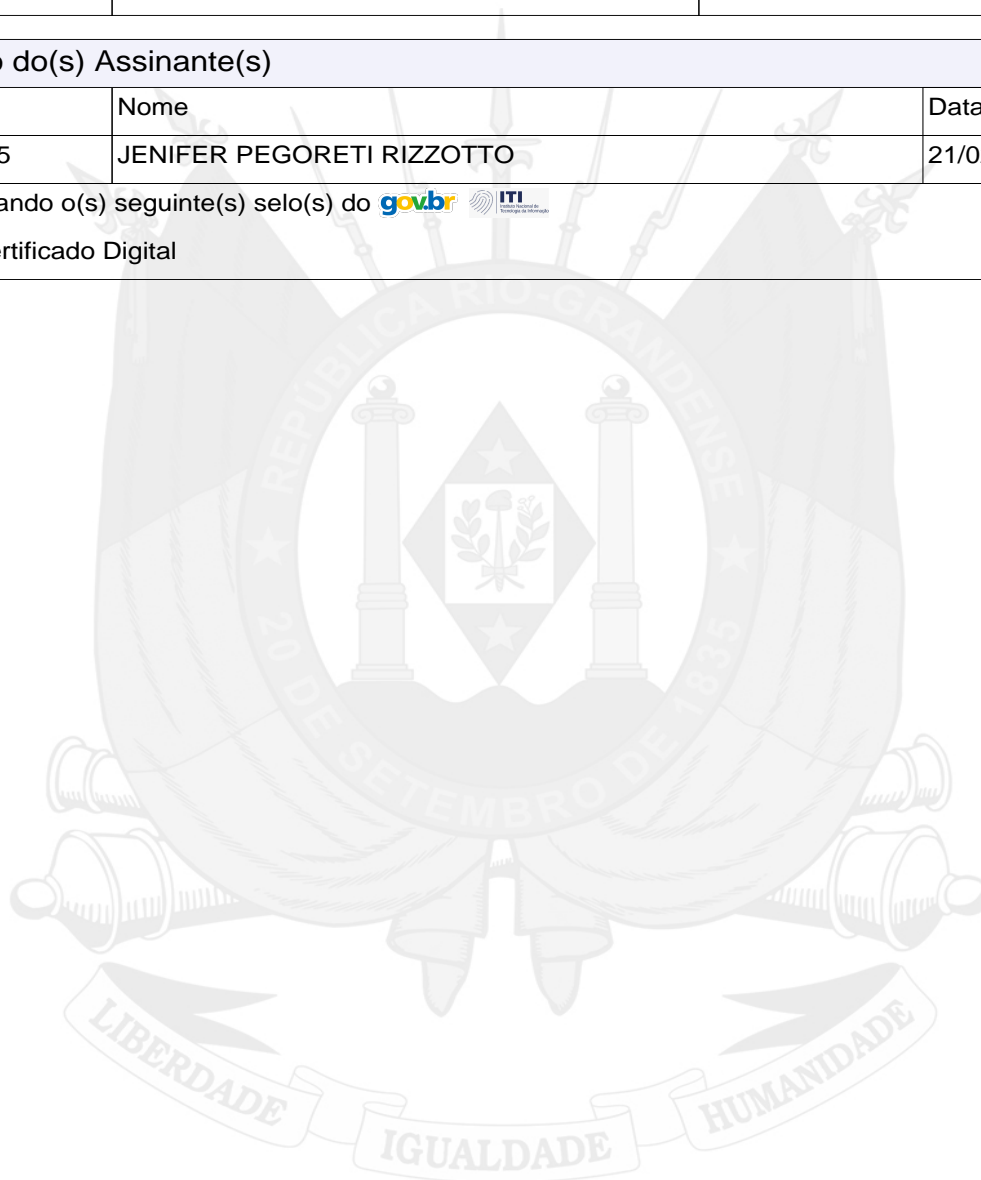 o do(s) Assinante(s)
Nome
Data
5
JENIFER PEGORETI RIZZOTTO
21/0
ando o(s) seguinte(s) selo(s) do gov.br ITI
rtificado Digital
REPÚBLICA RIO-GRANDENSE
20 DE SETEMBRO DE 1835
LIBERDADE
IGUALDADE
HUMANIDADE